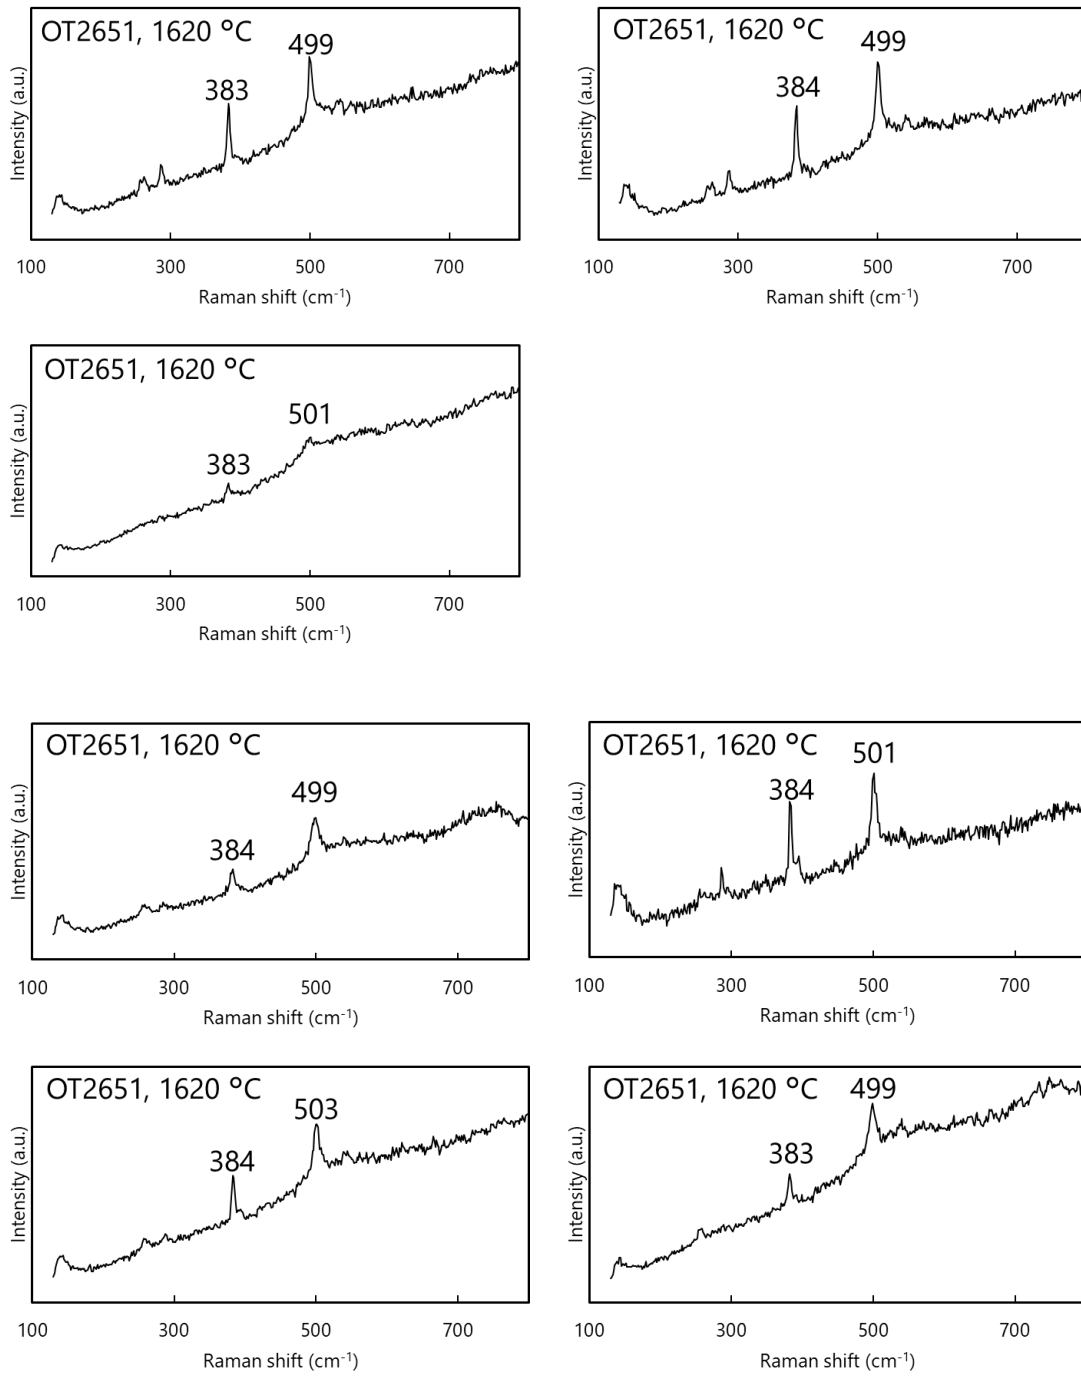 OT2651, 1620 °C
499
383
Intensity (a.u.)
100 300 500 700
Raman shift (cm-1)
OT2651, 1620 °C
499
384
Intensity (a.u.)
100 300 500 700
Raman shift (cm-1)
OT2651, 1620 °C
501
383
Intensity (a.u.)
100 300 500 700
Raman shift (cm-1)
OT2651, 1620 °C
499
384
Intensity (a.u.)
100 300 500 700
Raman shift (cm-1)
OT2651, 1620 °C
501
384
Intensity (a.u.)
100 300 500 700
Raman shift (cm-1)
OT2651, 1620 °C
503
384
Intensity (a.u.)
100 300 500 700
Raman shift (cm-1)
OT2651, 1620 °C
499
383
Intensity (a.u.)
100 300 500 700
Raman shift (cm-1)